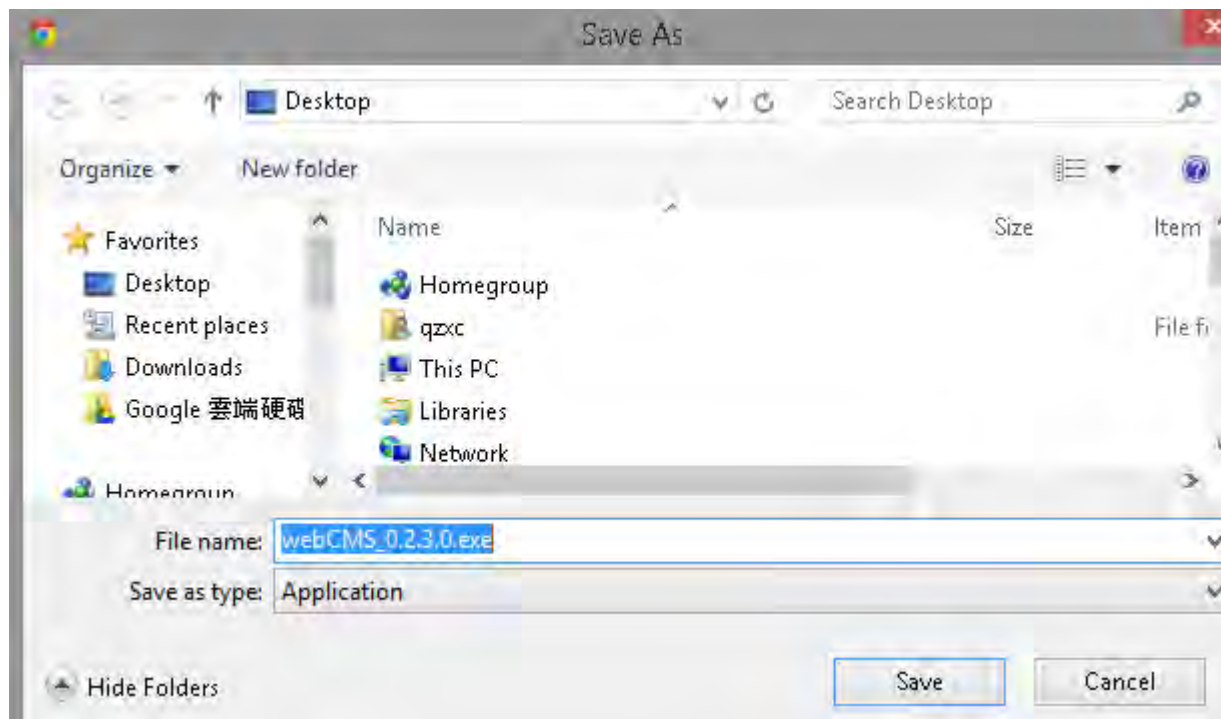 Save As
Desktop
Search Desktop
Organize
New folder
Name
Size
Item
Favorites
Desktop
Recent places
Downloads
Google 雲端硬碟
Homegroup
Homegroup
qzxc
File f
This PC
Libraries
Network
File name: webCMS_0.2.3.0.exe
Save as type: Application
Hide Folders
Save
Cancel